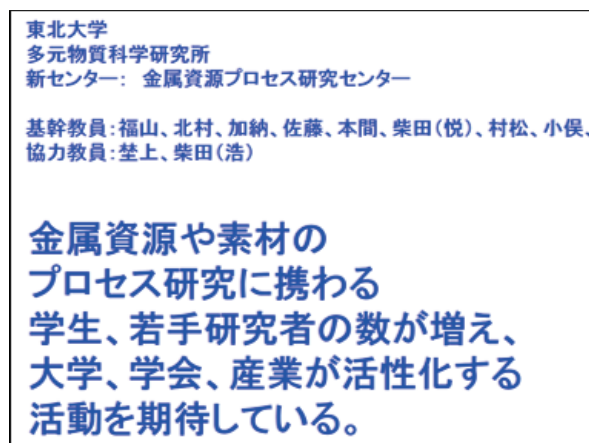 東北大学
多元物質科学研究所
新センター： 金属資源プロセス研究センター
基幹教員：福山、北村、加納、佐藤、本間、柴田（悦）、村松、小俣、
協力教員：埜上、柴田（浩）
金属資源や素材の
プロセス研究に携わる
学生、若手研究者の数が増え、
大学、学会、産業が活性化する
活動を期待している。